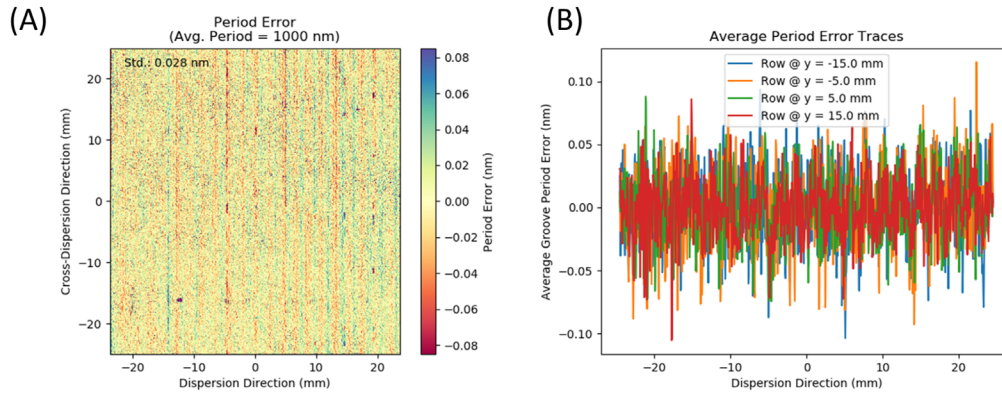 (A)
Period Error
(Avg. Period = 1000 nm)
Std.: 0.028 nm
20
10
0
−10
−20
Cross-Dispersion Direction (mm)
−20
−10
0
10
20
Dispersion Direction (mm)
0.08
0.06
0.04
0.02
0.00
−0.02
−0.04
−0.06
−0.08
Period Error (nm)
(B)
Average Period Error Traces
Row @ y = -15.0 mm
Row @ y = -5.0 mm
Row @ y = 5.0 mm
Row @ y = 15.0 mm
0.10
0.05
0.00
−0.05
−0.10
Average Groove Period Error (nm)
−20
−10
0
10
20
Dispersion Direction (mm)